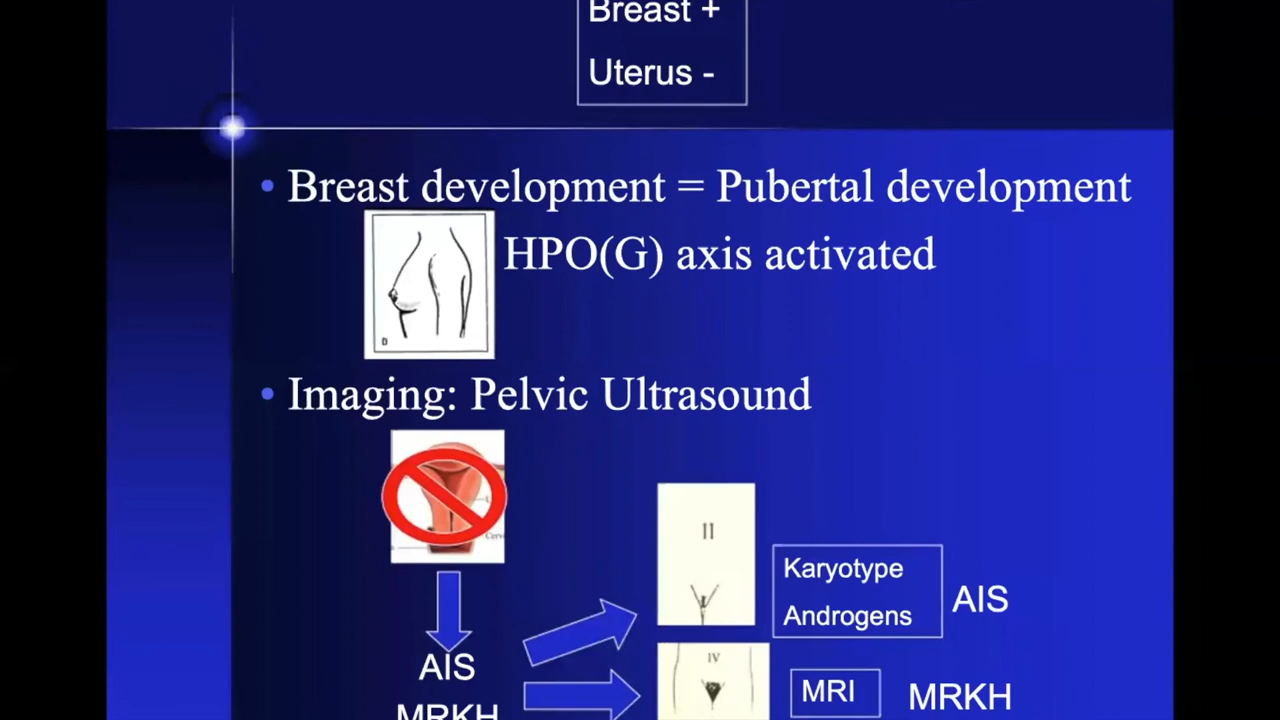 Breast +
Uterus -
Breast development = Pubertal development
HPO(G) axis activated
D
Imaging: Pelvic Ultrasound
II
Karyotype
Androgens
AIS
AIS
MRKH
IV
MRI
MRKH